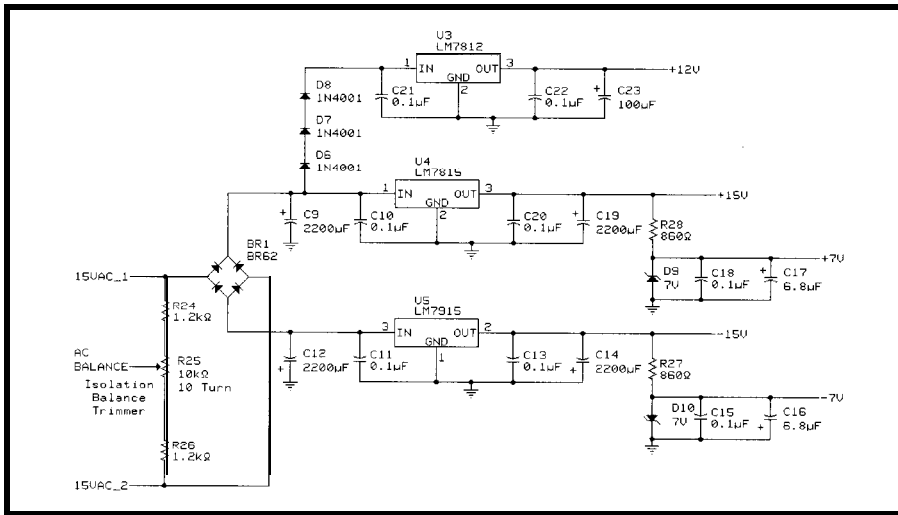 U3
LM7812
1
IN
OUT
3
GND
2
+12V
D8
1N4001
C21
0.1µF
C22
0.1µF
+
C23
100µF
D7
1N4001
D6
1N4001
U4
LM7815
1
IN
OUT
3
GND
2
+15V
+
C9
2200µF
C10
0.1µF
C20
0.1µF
+
C19
2200µF
R28
860Ω
BR1
BR62
+7V
15VAC_1
D9
7V
C18
0.1µF
+
C17
6.8µF
U5
LM7915
3
IN
OUT
2
GND
1
-15V
R24
1.2kΩ
C12
2200µF
+
C11
0.1µF
C13
0.1µF
C14
2200µF
+
R27
860Ω
AC
BALANCE
R25
10kΩ
10 Turn
Isolation
Balance
Trimmer
-7V
D10
7V
C15
0.1µF
C16
6.8µF
+
R26
1.2kΩ
15VAC_2